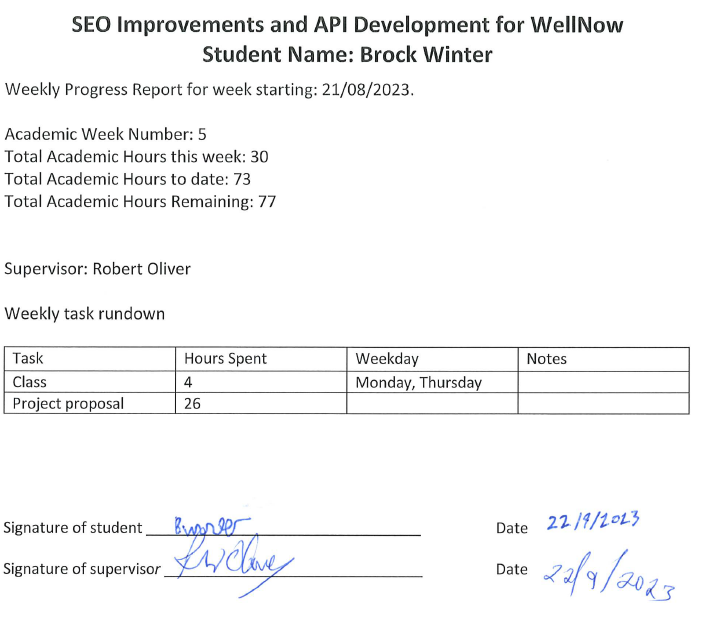 SEO Improvements and API Development for WellNow
Student Name: Brock Winter
Weekly Progress Report for week starting: 21/08/2023.
Academic Week Number: 5
Total Academic Hours this week: 30
Total Academic Hours to date: 73
Total Academic Hours Remaining: 77
Supervisor: Robert Oliver
Weekly task rundown
Task Hours Spent Weekday Notes
Class 4 Monday, Thursday
Project proposal 26
Signature of student Date 22/9/2023
Signature of supervisor Date 22/9/2023